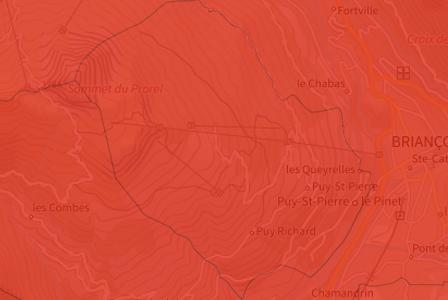 Fortville
Croix de
le Chabas
Sommet du Prorel
BRIANÇO
Ste-Cat
les Queyrelles
Puy-St-Pierre
Puy-St-Pierre
le Pinet
les Combes
Puy Richard
Pont de
Chamandrin